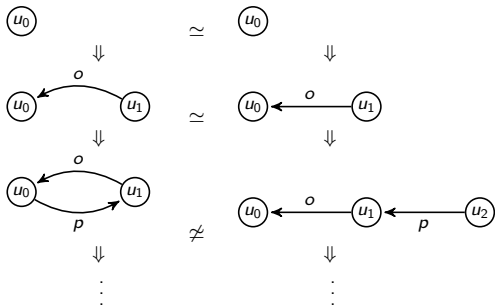 u₀ ≃ u₀
⇓ ⇓
o
u₀ u₁ ≃ u₀ o u₁
⇓ ⇓
o
u₀ u₁
p ≄ u₀ o u₁ p u₂
⇓ ⇓
⋮ ⋮